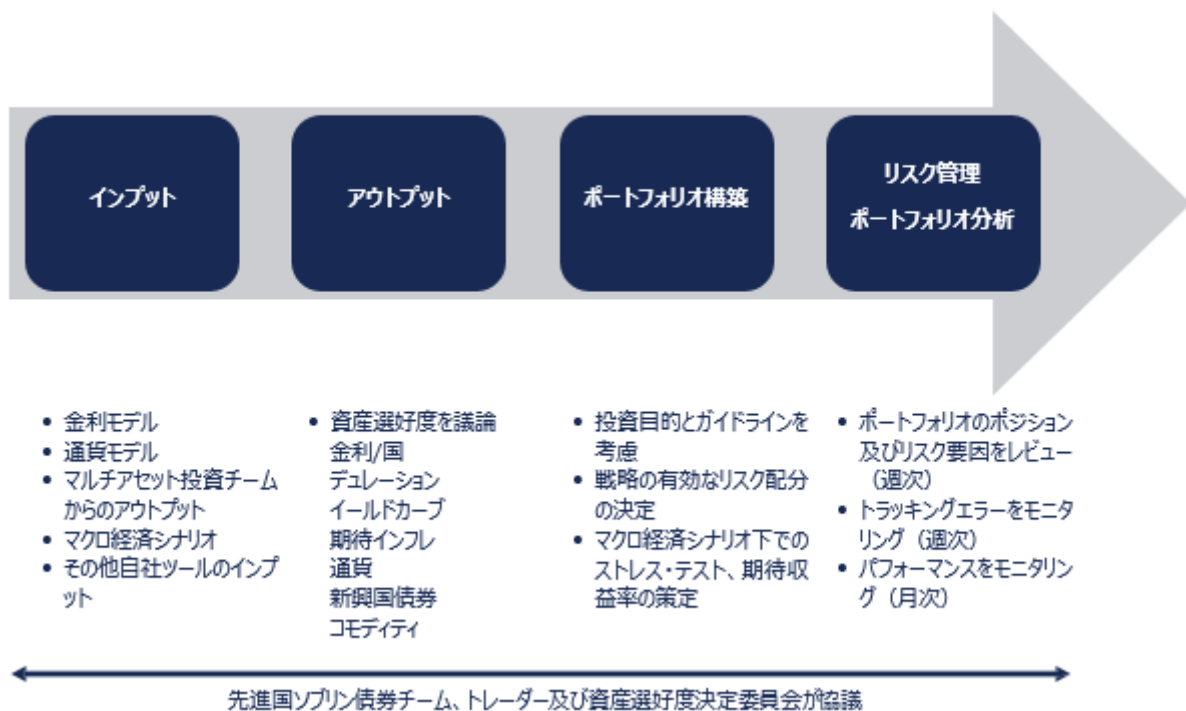 インプット
アウトプット
ポートフォリオ構築
リスク管理
ポートフォリオ分析
• 金利モデル
• 通貨モデル
• マルチアセット投資チーム
からのアウトプット
• マクロ経済シナリオ
• その他自社ツールのインプ
ット
• 資産選好度を議論
金利/国
デュレーション
イールドカーブ
期待インフレ
通貨
新興国債券
コモディティ
• 投資目的とガイドラインを
考慮
• 戦略の有効なリスク配分
の決定
• マクロ経済シナリオ下での
ストレス・テスト、期待収
益率の策定
• ポートフォリオのポジション
及びリスク要因をレビュー
（週次）
• トラッキングエラーをモニタ
リング（週次）
• パフォーマンスをモニタリン
グ（月次）
先進国ソブリン債券チーム、トレーダー及び資産選好度決定委員会が協議